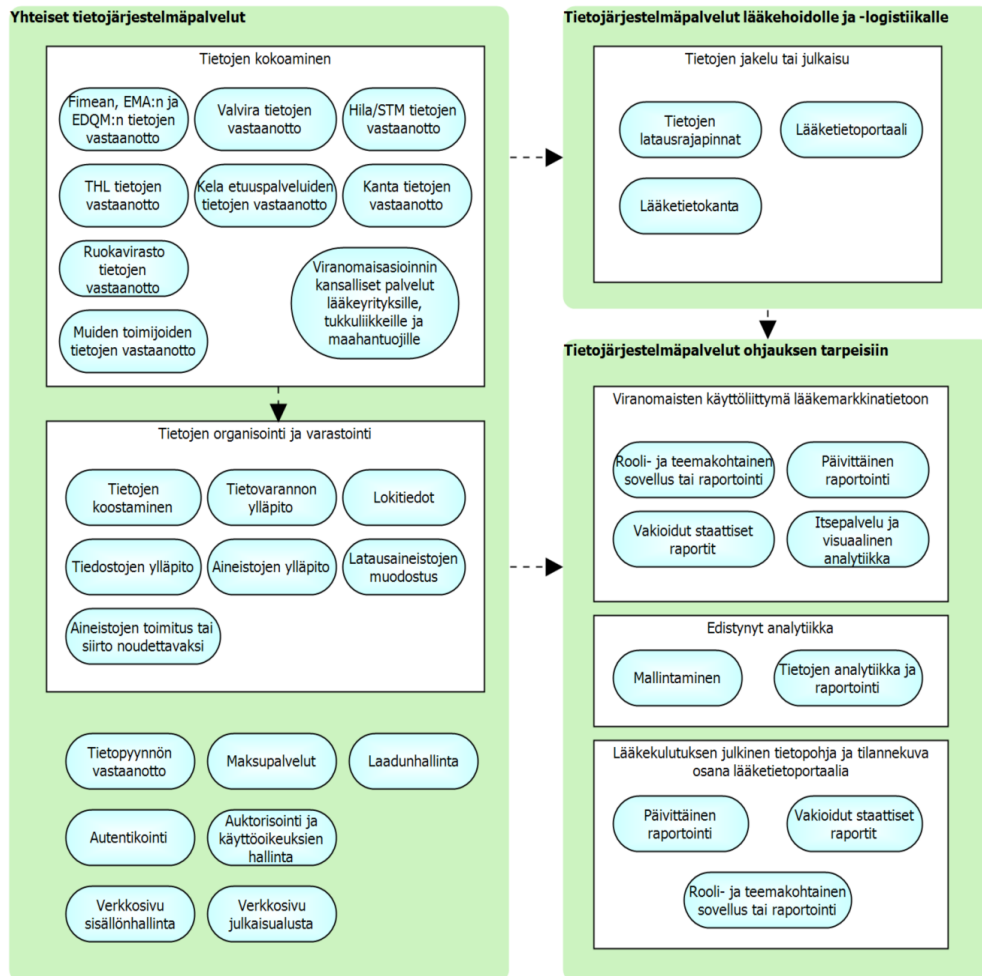 Yhteiset tietojärjestelmäpalvelut
Tietojen kokoaminen
Fimean, EMA:n ja
EDQM:n tietojen
vastaanotto
Valvira tietojen
vastaanotto
Hila/STM tietojen
vastaanotto
THL tietojen
vastaanotto
Kela etuuspalveluiden
tietojen vastaanotto
Kanta tietojen
vastaanotto
Ruokavirasto
tietojen
vastaanotto
Viranomaisasioinnin
kansalliset palvelut
lääkeyrityksille,
tukkuliikkeille ja
maahantuojille
Muiden toimijoiden
tietojen vastaanotto
Tietojen organisointi ja varastointi
Tietojen
koostaminen
Tietovarannon
ylläpito
Lokitiedot
Tiedostojen ylläpito
Aineistojen ylläpito
Latausaineistojen
muodostus
Aineistojen toimitus tai
siirto noudettavaksi
Tietopyynnön
vastaanotto
Maksupalvelut
Laadunhallinta
Autentikointi
Auktorisointi ja
käyttöoikeuksien
hallinta
Verkkosivu
sisällönhallinta
Verkkosivu
julkaisualusta
Tietojärjestelmäpalvelut lääkehoidolle ja -logistiikalle
Tietojen jakelu tai julkaisu
Tietojen
latausrajapinnat
Lääketietoportaali
Lääketietokanta
Tietojärjestelmäpalvelut ohjauksen tarpeisiin
Viranomaisten käyttöliittymä lääkemarkkinatietoon
Rooli- ja teemakohtainen
sovellus tai raportointi
Päivittäinen
raportointi
Vakioidut staattiset
raportit
Itsepalvelu ja
visuaalinen
analytiikka
Edistynyt analytiikka
Mallintaminen
Tietojen analytiikka ja
raportointi
Lääkekulutuksen julkinen tietopohja ja tilannekuva
osana lääketietoportaalia
Päivittäinen
raportointi
Vakioidut staattiset
raportit
Rooli- ja teemakohtainen
sovellus tai raportointi